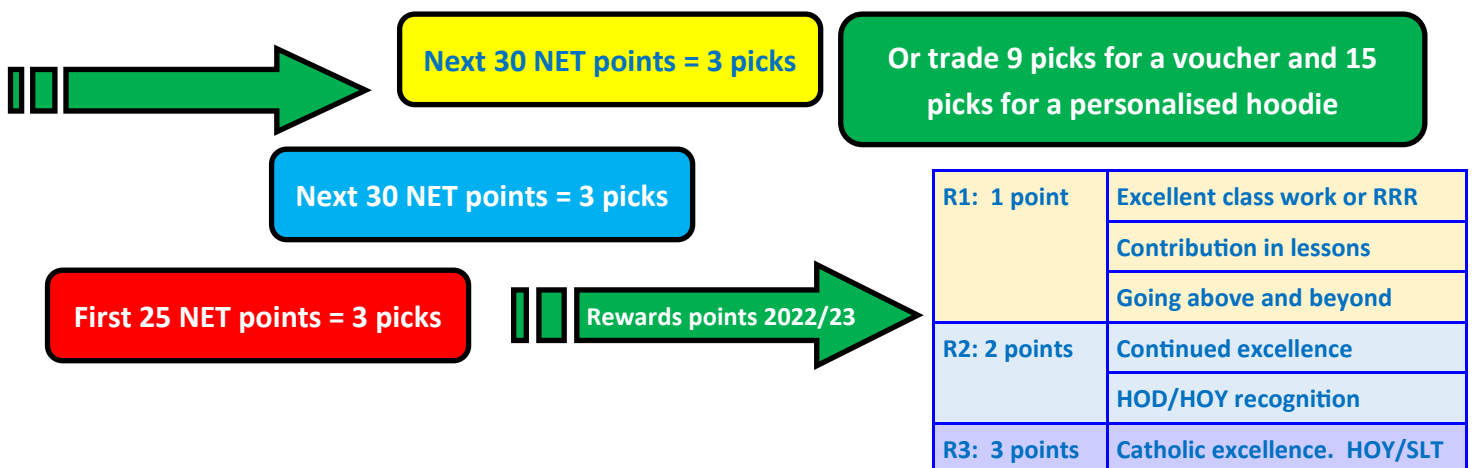 Next 30 NET points = 3 picks
Or trade 9 picks for a voucher and 15
picks for a personalised hoodie
Next 30 NET points = 3 picks
First 25 NET points = 3 picks
Rewards points 2022/23
R1:  1 point
Excellent class work or RRR
Contribution in lessons
Going above and beyond
R2: 2 points
Continued excellence
HOD/HOY recognition
R3:  3 points
Catholic excellence.  HOY/SLT